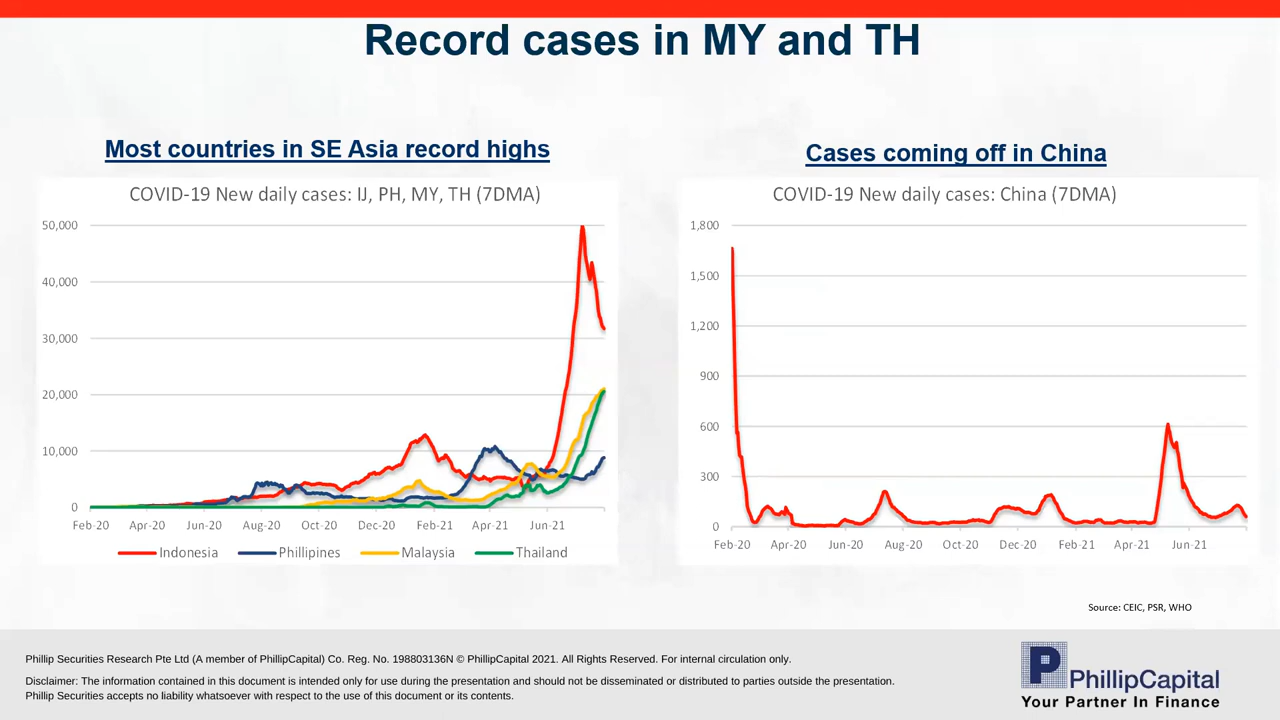 Record cases in MY and TH
Most countries in SE Asia record highs
COVID-19 New daily cases: IJ, PH, MY, TH (7DMA)
50,000
40,000
30,000
20,000
10,000
0
Feb-20 Apr-20 Jun-20 Aug-20 Oct-20 Dec-20 Feb-21 Apr-21 Jun-21
Indonesia Phillipines Malaysia Thailand
Cases coming off in China
COVID-19 New daily cases: China (7DMA)
1,800
1,500
1,200
900
600
300
0
Feb-20 Apr-20 Jun-20 Aug-20 Oct-20 Dec-20 Feb-21 Apr-21 Jun-21
Source: CEIC, PSR, WHO
Phillip Securities Research Pte Ltd (A member of PhillipCapital) Co. Reg. No. 198803136N © PhillipCapital 2021. All Rights Reserved. For internal circulation only.
Disclaimer: The information contained in this document is intended only for use during the presentation and should not be disseminated or distributed to parties outside the presentation.
Phillip Securities accepts no liability whatsoever with respect to the use of this document or its contents.
P
PhillipCapital
Your Partner In Finance